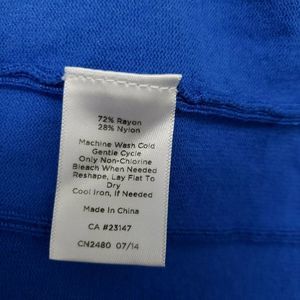 72% Rayon
28% Nylon
Machine Wash Cold
Gentle Cycle
Only Non-Chlorine
Bleach When Needed
Reshape, Lay Flat To
Dry
Cool Iron, If Needed
Made In China
CA #23147
CN2480 07/14